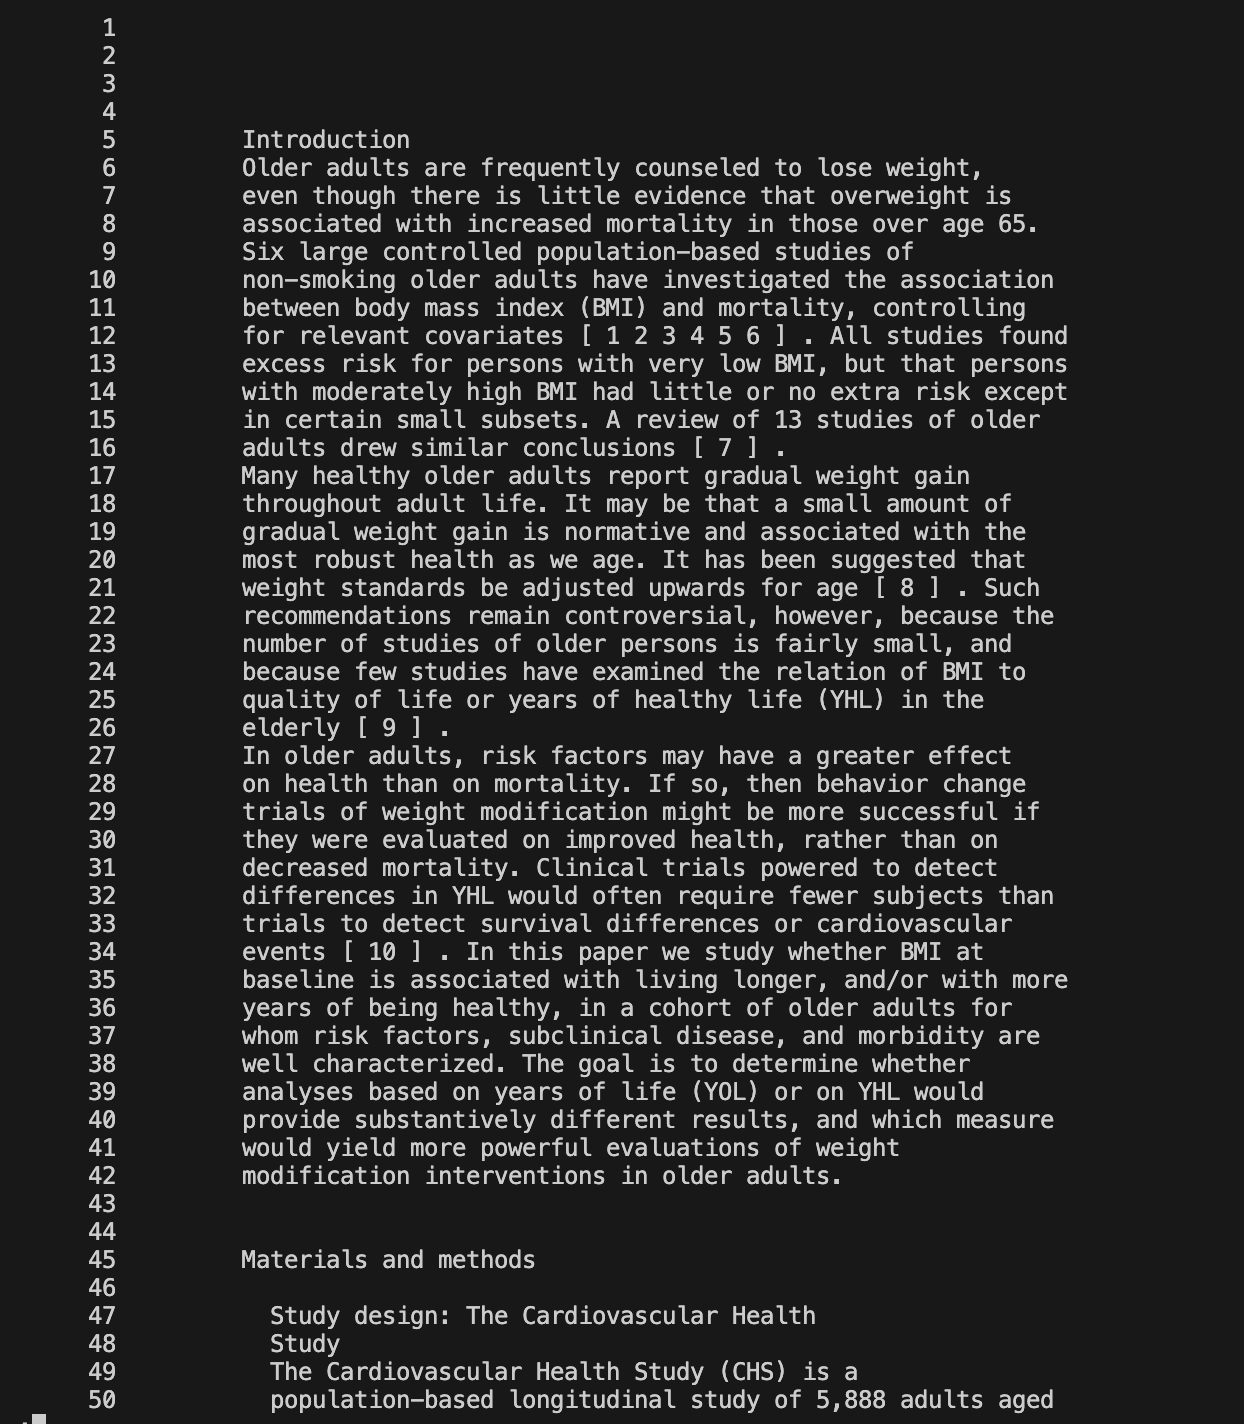 1
2
3
4
5 Introduction
6 Older adults are frequently counseled to lose weight,
7 even though there is little evidence that overweight is
8 associated with increased mortality in those over age 65.
9 Six large controlled population-based studies of
10 non-smoking older adults have investigated the association
11 between body mass index (BMI) and mortality, controlling
12 for relevant covariates [ 1 2 3 4 5 6 ] . All studies found
13 excess risk for persons with very low BMI, but that persons
14 with moderately high BMI had little or no extra risk except
15 in certain small subsets. A review of 13 studies of older
16 adults drew similar conclusions [ 7 ] .
17 Many healthy older adults report gradual weight gain
18 throughout adult life. It may be that a small amount of
19 gradual weight gain is normative and associated with the
20 most robust health as we age. It has been suggested that
21 weight standards be adjusted upwards for age [ 8 ] . Such
22 recommendations remain controversial, however, because the
23 number of studies of older persons is fairly small, and
24 because few studies have examined the relation of BMI to
25 quality of life or years of healthy life (YHL) in the
26 elderly [ 9 ] .
27 In older adults, risk factors may have a greater effect
28 on health than on mortality. If so, then behavior change
29 trials of weight modification might be more successful if
30 they were evaluated on improved health, rather than on
31 decreased mortality. Clinical trials powered to detect
32 differences in YHL would often require fewer subjects than
33 trials to detect survival differences or cardiovascular
34 events [ 10 ] . In this paper we study whether BMI at
35 baseline is associated with living longer, and/or with more
36 years of being healthy, in a cohort of older adults for
37 whom risk factors, subclinical disease, and morbidity are
38 well characterized. The goal is to determine whether
39 analyses based on years of life (YOL) or on YHL would
40 provide substantively different results, and which measure
41 would yield more powerful evaluations of weight
42 modification interventions in older adults.
43
44
45 Materials and methods
46
47 Study design: The Cardiovascular Health
48 Study
49 The Cardiovascular Health Study (CHS) is a
50 population-based longitudinal study of 5,888 adults aged